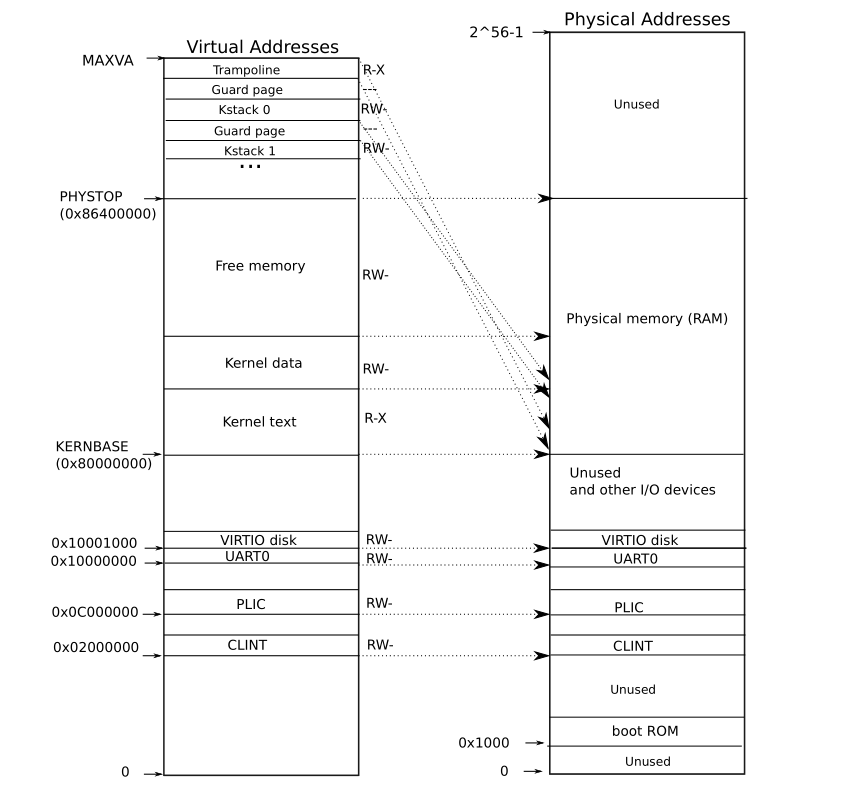 Virtual Addresses
MAXVA
Trampoline
R-X
Guard page
---
Kstack 0
RW-
Guard page
---
Kstack 1
RW-
...
PHYSTOP
(0x86400000)
Free memory
RW-
Kernel data
RW-
Kernel text
R-X
KERNBASE
(0x80000000)
0x10001000
VIRTIO disk
RW-
0x10000000
UART0
RW-
0x0C000000
PLIC
RW-
0x02000000
CLINT
RW-
0
Physical Addresses
2^56-1
Unused
Physical memory (RAM)
Unused
and other I/O devices
VIRTIO disk
UART0
PLIC
CLINT
Unused
boot ROM
0x1000
Unused
0